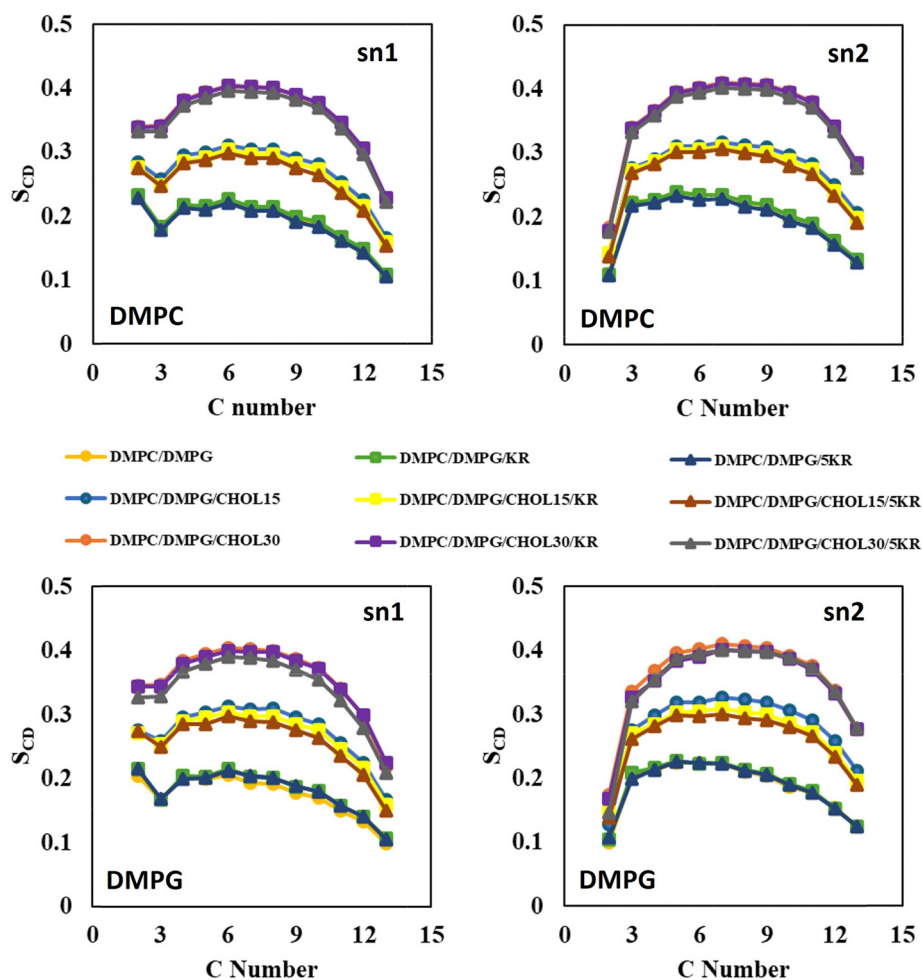 0.5
0.4
0.3
0.2
0.1
0
S_CD
sn1
DMPC
0 3 6 9 12 15
C number
0.5
0.4
0.3
0.2
0.1
0
S_CD
sn2
DMPC
0 3 6 9 12 15
C Number
DMPC/DMPG DMPC/DMPG/KR DMPC/DMPG/5KR
DMPC/DMPG/CHOL15 DMPC/DMPG/CHOL15/KR DMPC/DMPG/CHOL15/5KR
DMPC/DMPG/CHOL30 DMPC/DMPG/CHOL30/KR DMPC/DMPG/CHOL30/5KR
0.5
0.4
0.3
0.2
0.1
0
S_CD
sn1
DMPG
0 3 6 9 12 15
C Number
0.5
0.4
0.3
0.2
0.1
0
S_CD
sn2
DMPG
0 3 6 9 12 15
C Number